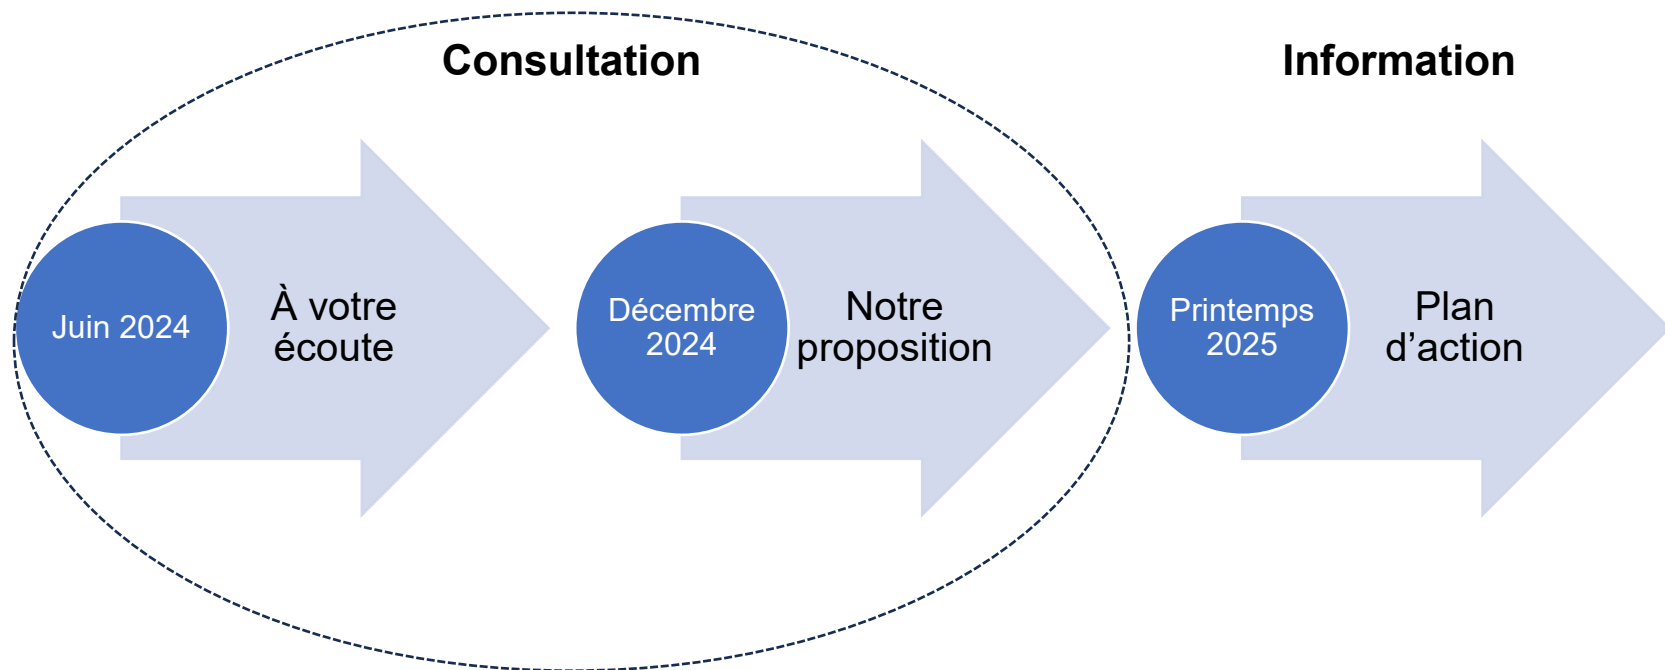 Consultation
Information
Juin 2024
À votre
écoute
Décembre
2024
Notre
proposition
Printemps
2025
Plan
d’action